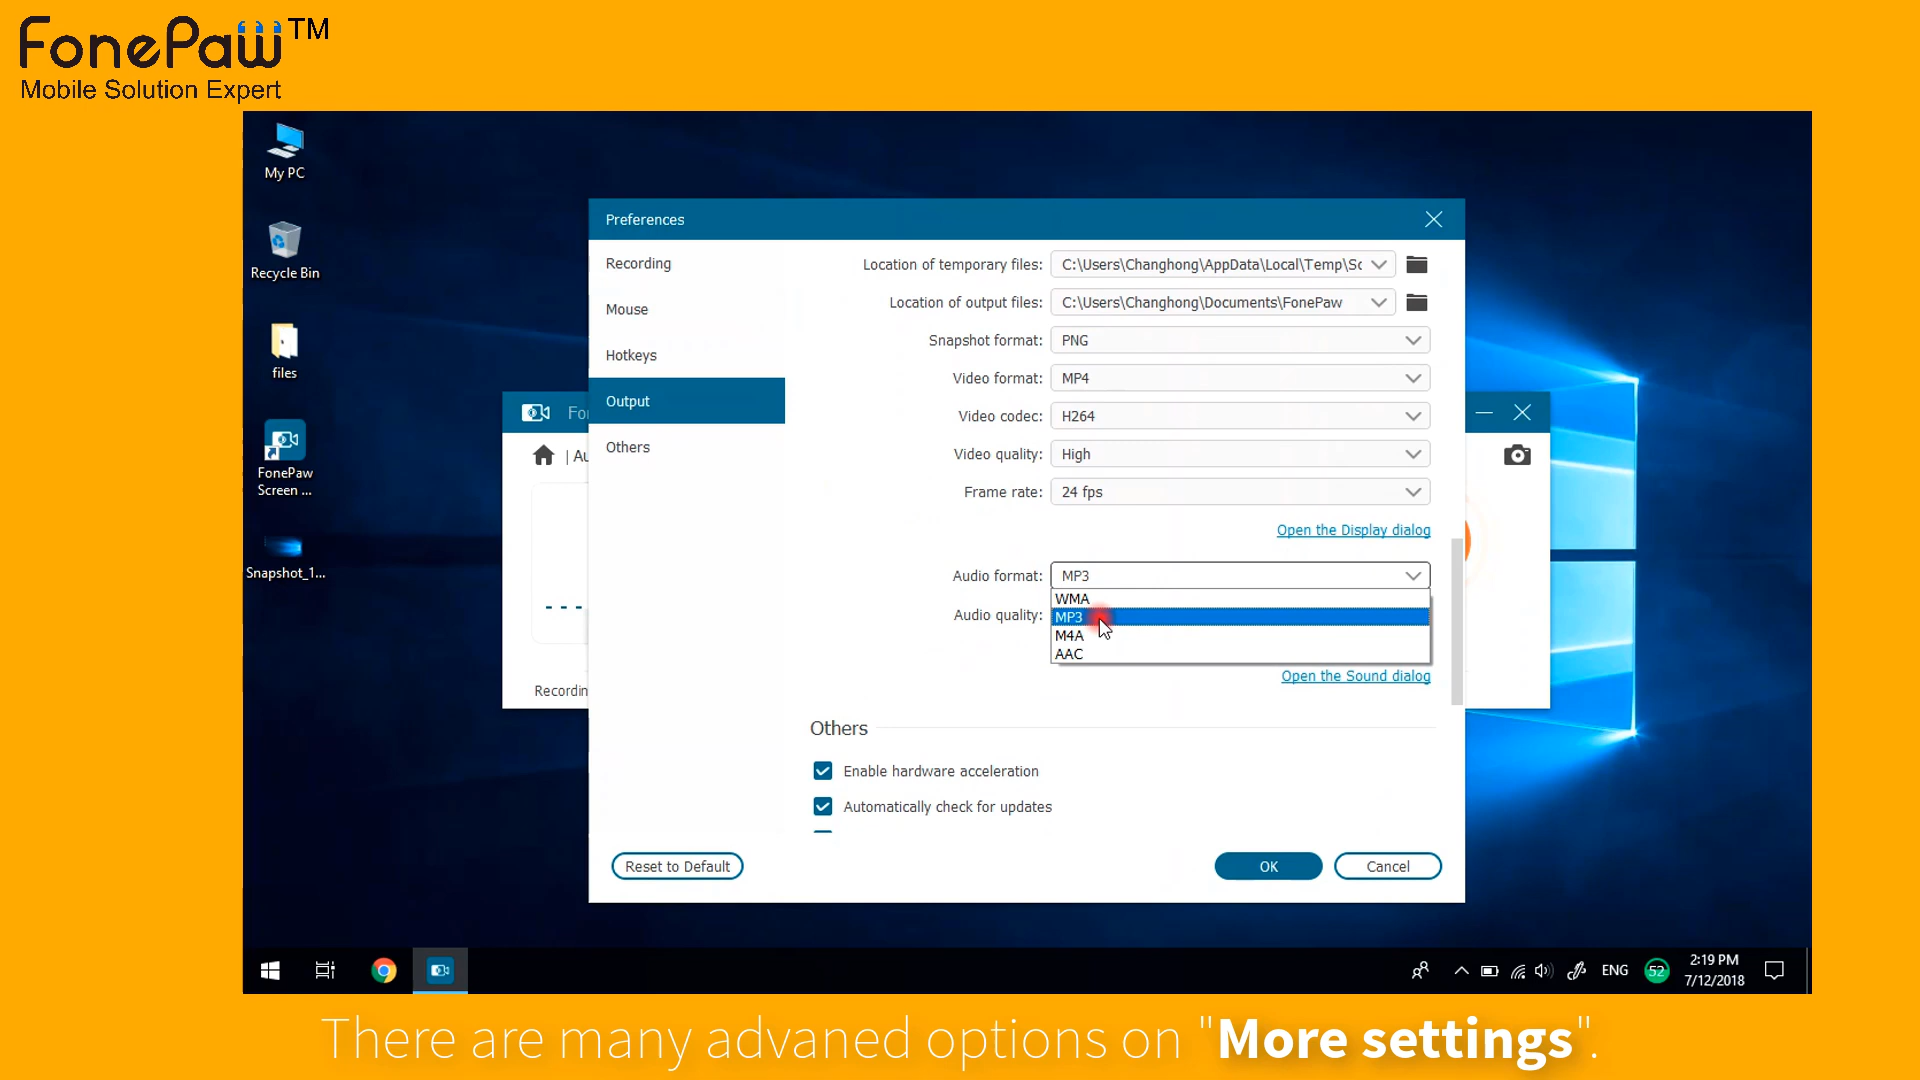 FonePaw™
Mobile Solution Expert
My PC
Recycle Bin
files
FonePaw
Screen ...
Snapshot_1...
Fo
| Au
Recordin
Preferences
Recording
Mouse
Hotkeys
Output
Others
Location of temporary files: C:\Users\Changhong\AppData\Local\Temp\Sc
Location of output files: C:\Users\Changhong\Documents\FonePaw
Snapshot format: PNG
Video format: MP4
Video codec: H264
Video quality: High
Frame rate: 24 fps
Open the Display dialog
Audio format: MP3
WMA
Audio quality: MP3
M4A
AAC
Open the Sound dialog
Others
Enable hardware acceleration
Automatically check for updates
Reset to Default
OK
Cancel
ENG
52
2:19 PM
7/12/2018
There are many advaned options on "More settings".